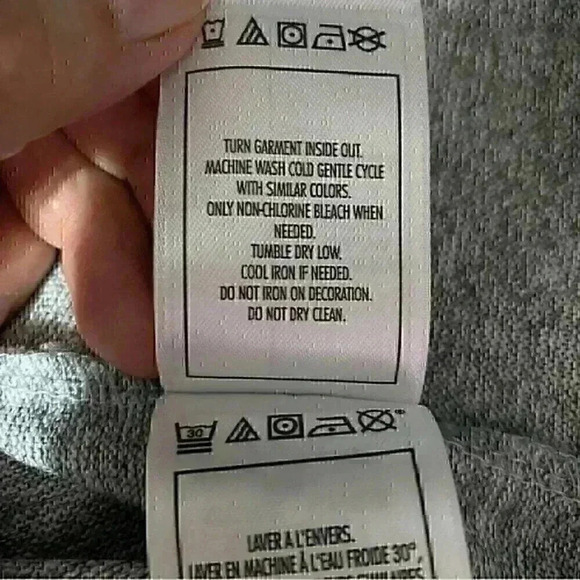 TURN GARMENT INSIDE OUT.
MACHINE WASH COLD GENTLE CYCLE
WITH SIMILAR COLORS.
ONLY NON-CHLORINE BLEACH WHEN
NEEDED.
TUMBLE DRY LOW.
COOL IRON IF NEEDED.
DO NOT IRON ON DECORATION.
DO NOT DRY CLEAN.
30
LAVER A L'ENVERS.
LAVER EN MACHINE À L'EAU FROIDE 30°,